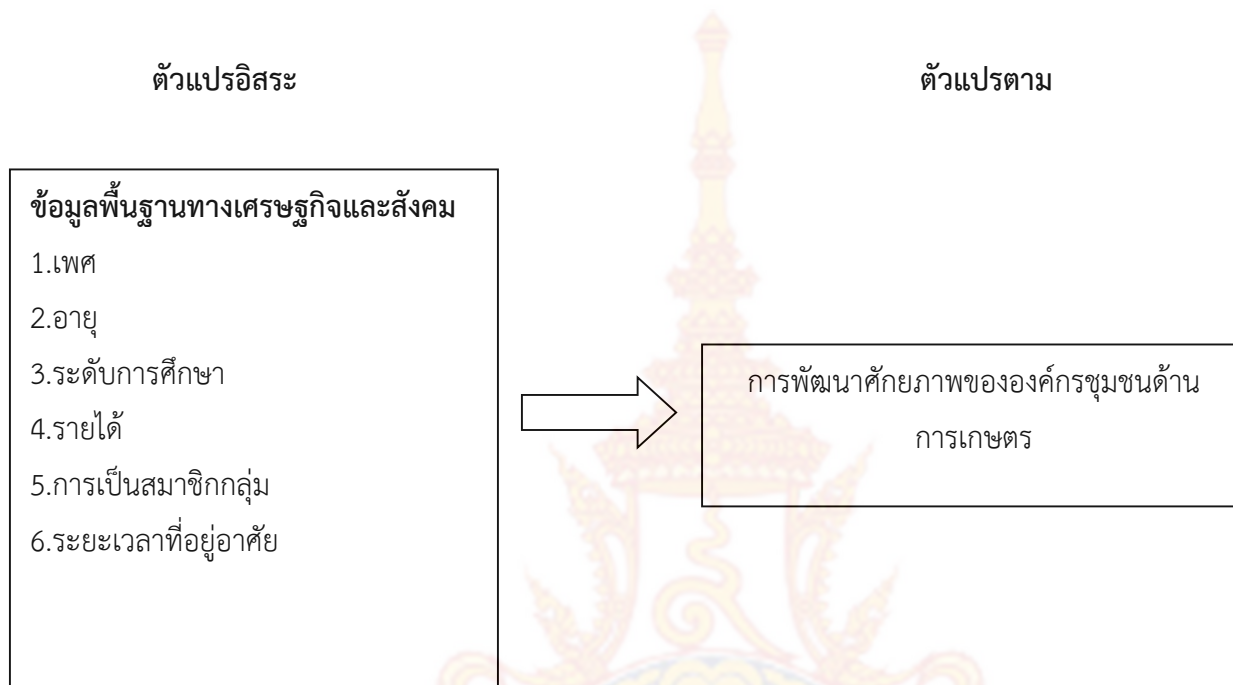 ตัวแปรอิสระ
ตัวแปรตาม
ข้อมูลพื้นฐานทางเศรษฐกิจและสังคม
1.เพศ
2.อายุ
3.ระดับการศึกษา
4.รายได้
5.การเป็นสมาชิกกลุ่ม
6.ระยะเวลาที่อยู่อาศัย
การพัฒนาศักยภาพขององค์กรชุมชนด้าน
การเกษตร